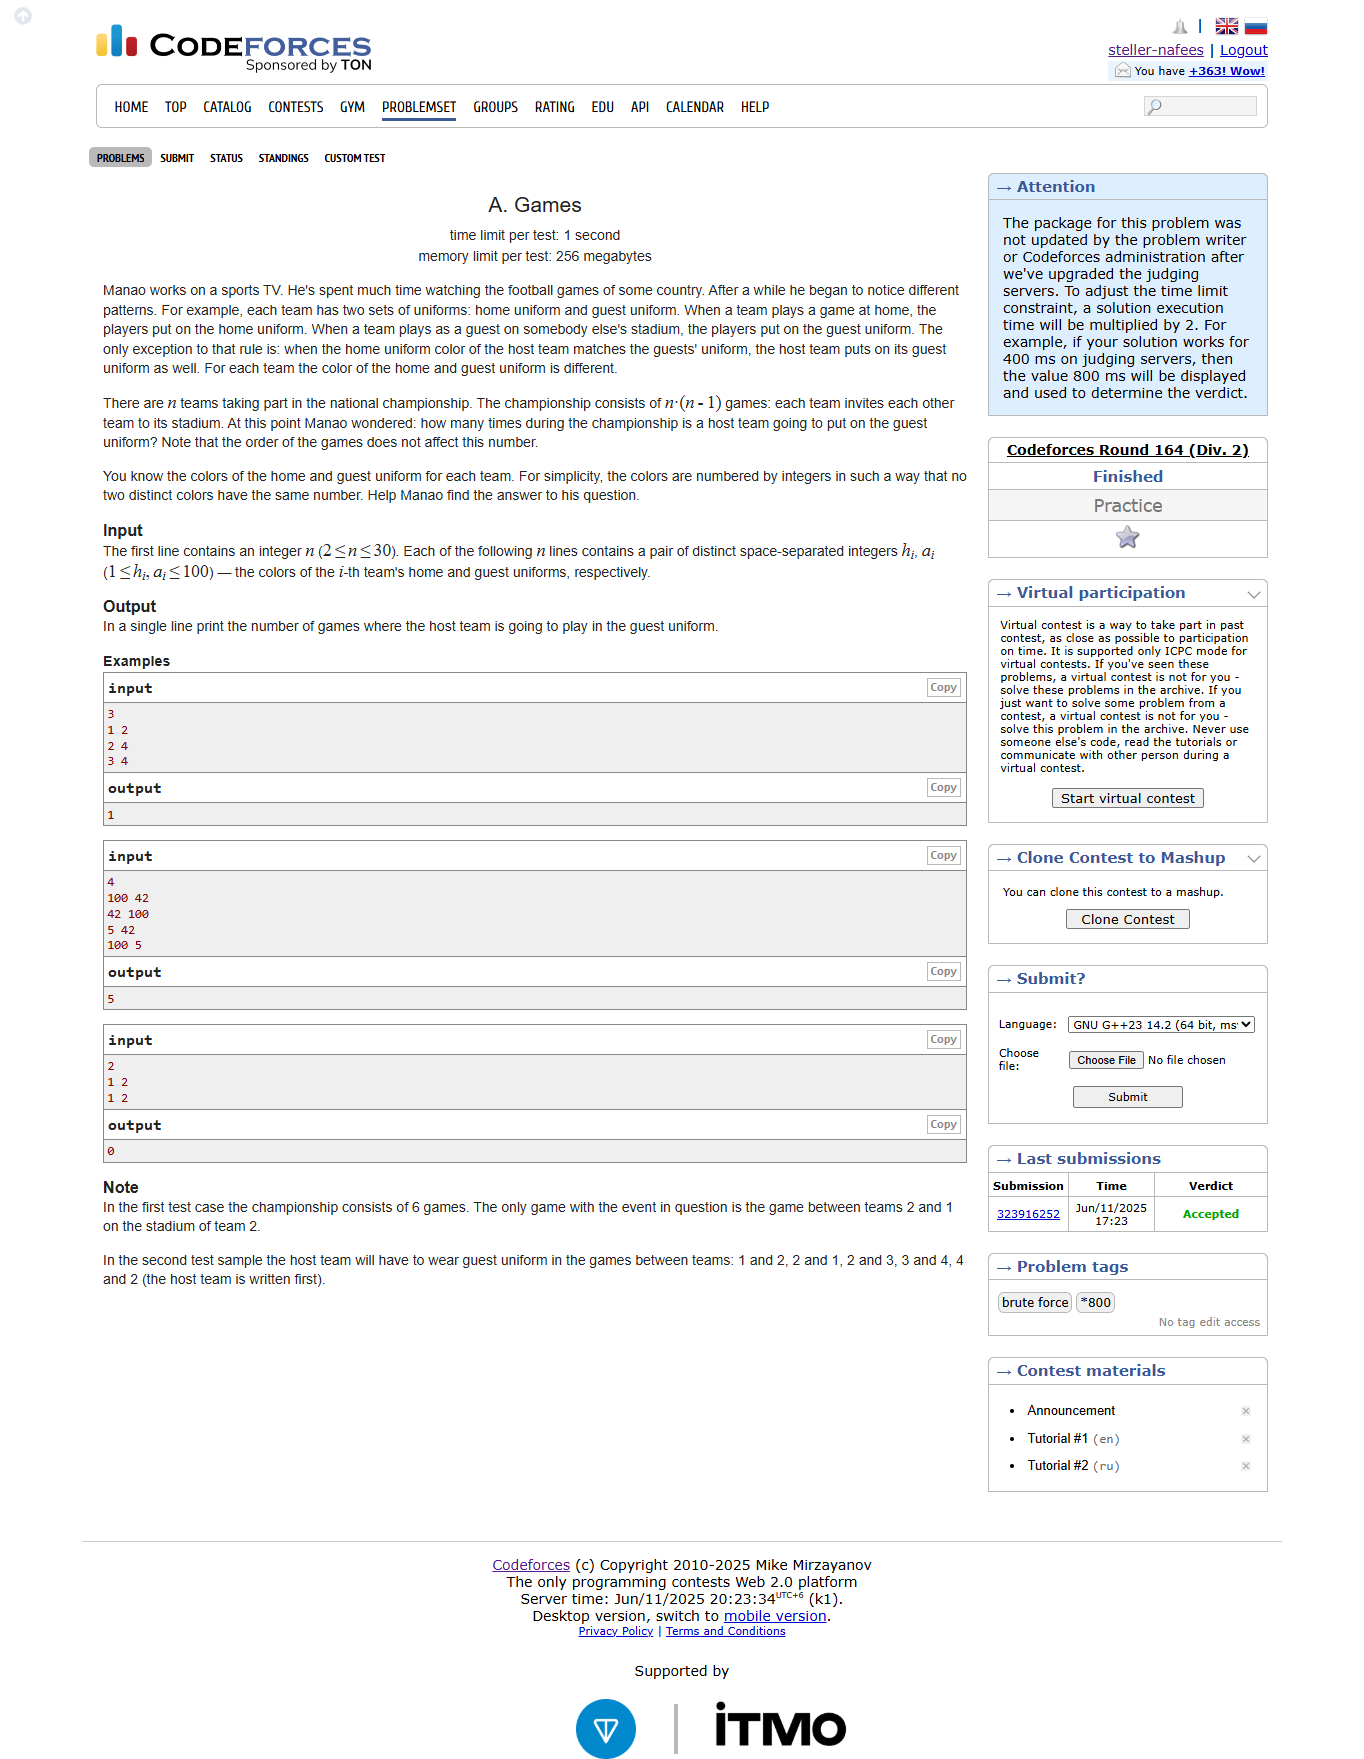 CODEFORCES
Sponsored by TON
|
steller-nafees | Logout
You have +363! Wow!
HOME TOP CATALOG CONTESTS GYM PROBLEMSET GROUPS RATING EDU API CALENDAR HELP
PROBLEMS SUBMIT STATUS STANDINGS CUSTOM TEST
A. Games
time limit per test: 1 second
memory limit per test: 256 megabytes
Manao works on a sports TV. He's spent much time watching the football games of some country. After a while he began to notice different
patterns. For example, each team has two sets of uniforms: home uniform and guest uniform. When a team plays a game at home, the
players put on the home uniform. When a team plays as a guest on somebody else's stadium, the players put on the guest uniform. The
only exception to that rule is: when the home uniform color of the host team matches the guests' uniform, the host team puts on its guest
uniform as well. For each team the color of the home and guest uniform is different.
There are n teams taking part in the national championship. The championship consists of n·(n - 1) games: each team invites each other
team to its stadium. At this point Manao wondered: how many times during the championship is a host team going to put on the guest
uniform? Note that the order of the games does not affect this number.
You know the colors of the home and guest uniform for each team. For simplicity, the colors are numbered by integers in such a way that no
two distinct colors have the same number. Help Manao find the answer to his question.
Input
The first line contains an integer n (2 ≤ n ≤ 30). Each of the following n lines contains a pair of distinct space-separated integers hi, ai
(1 ≤ hi, ai ≤ 100) — the colors of the i-th team's home and guest uniforms, respectively.
Output
In a single line print the number of games where the host team is going to play in the guest uniform.
Examples
input
Copy
3
1 2
2 4
3 4
output
Copy
1
input
Copy
4
100 42
42 100
5 42
100 5
output
Copy
5
input
Copy
2
1 2
1 2
output
Copy
0
Note
In the first test case the championship consists of 6 games. The only game with the event in question is the game between teams 2 and 1
on the stadium of team 2.
In the second test sample the host team will have to wear guest uniform in the games between teams: 1 and 2, 2 and 1, 2 and 3, 3 and 4, 4
and 2 (the host team is written first).
→ Attention
The package for this problem was
not updated by the problem writer
or Codeforces administration after
we've upgraded the judging
servers. To adjust the time limit
constraint, a solution execution
time will be multiplied by 2. For
example, if your solution works for
400 ms on judging servers, then
the value 800 ms will be displayed
and used to determine the verdict.
Codeforces Round 164 (Div. 2)
Finished
Practice
→ Virtual participation
Virtual contest is a way to take part in past
contest, as close as possible to participation
on time. It is supported only ICPC mode for
virtual contests. If you've seen these
problems, a virtual contest is not for you -
solve these problems in the archive. If you
just want to solve some problem from a
contest, a virtual contest is not for you -
solve this problem in the archive. Never use
someone else's code, read the tutorials or
communicate with other person during a
virtual contest.
Start virtual contest
→ Clone Contest to Mashup
You can clone this contest to a mashup.
Clone Contest
→ Submit?
Language: GNU G++23 14.2 (64 bit, ms
Choose
file: Choose File No file chosen
Submit
→ Last submissions
Submission Time Verdict
323916252 Jun/11/2025
17:23 Accepted
→ Problem tags
brute force *800
No tag edit access
→ Contest materials
• Announcement ×
• Tutorial #1 (en) ×
• Tutorial #2 (ru) ×
Codeforces (c) Copyright 2010-2025 Mike Mirzayanov
The only programming contests Web 2.0 platform
Server time: Jun/11/2025 20:23:34UTC+6 (k1).
Desktop version, switch to mobile version.
Privacy Policy | Terms and Conditions
Supported by
iTMO